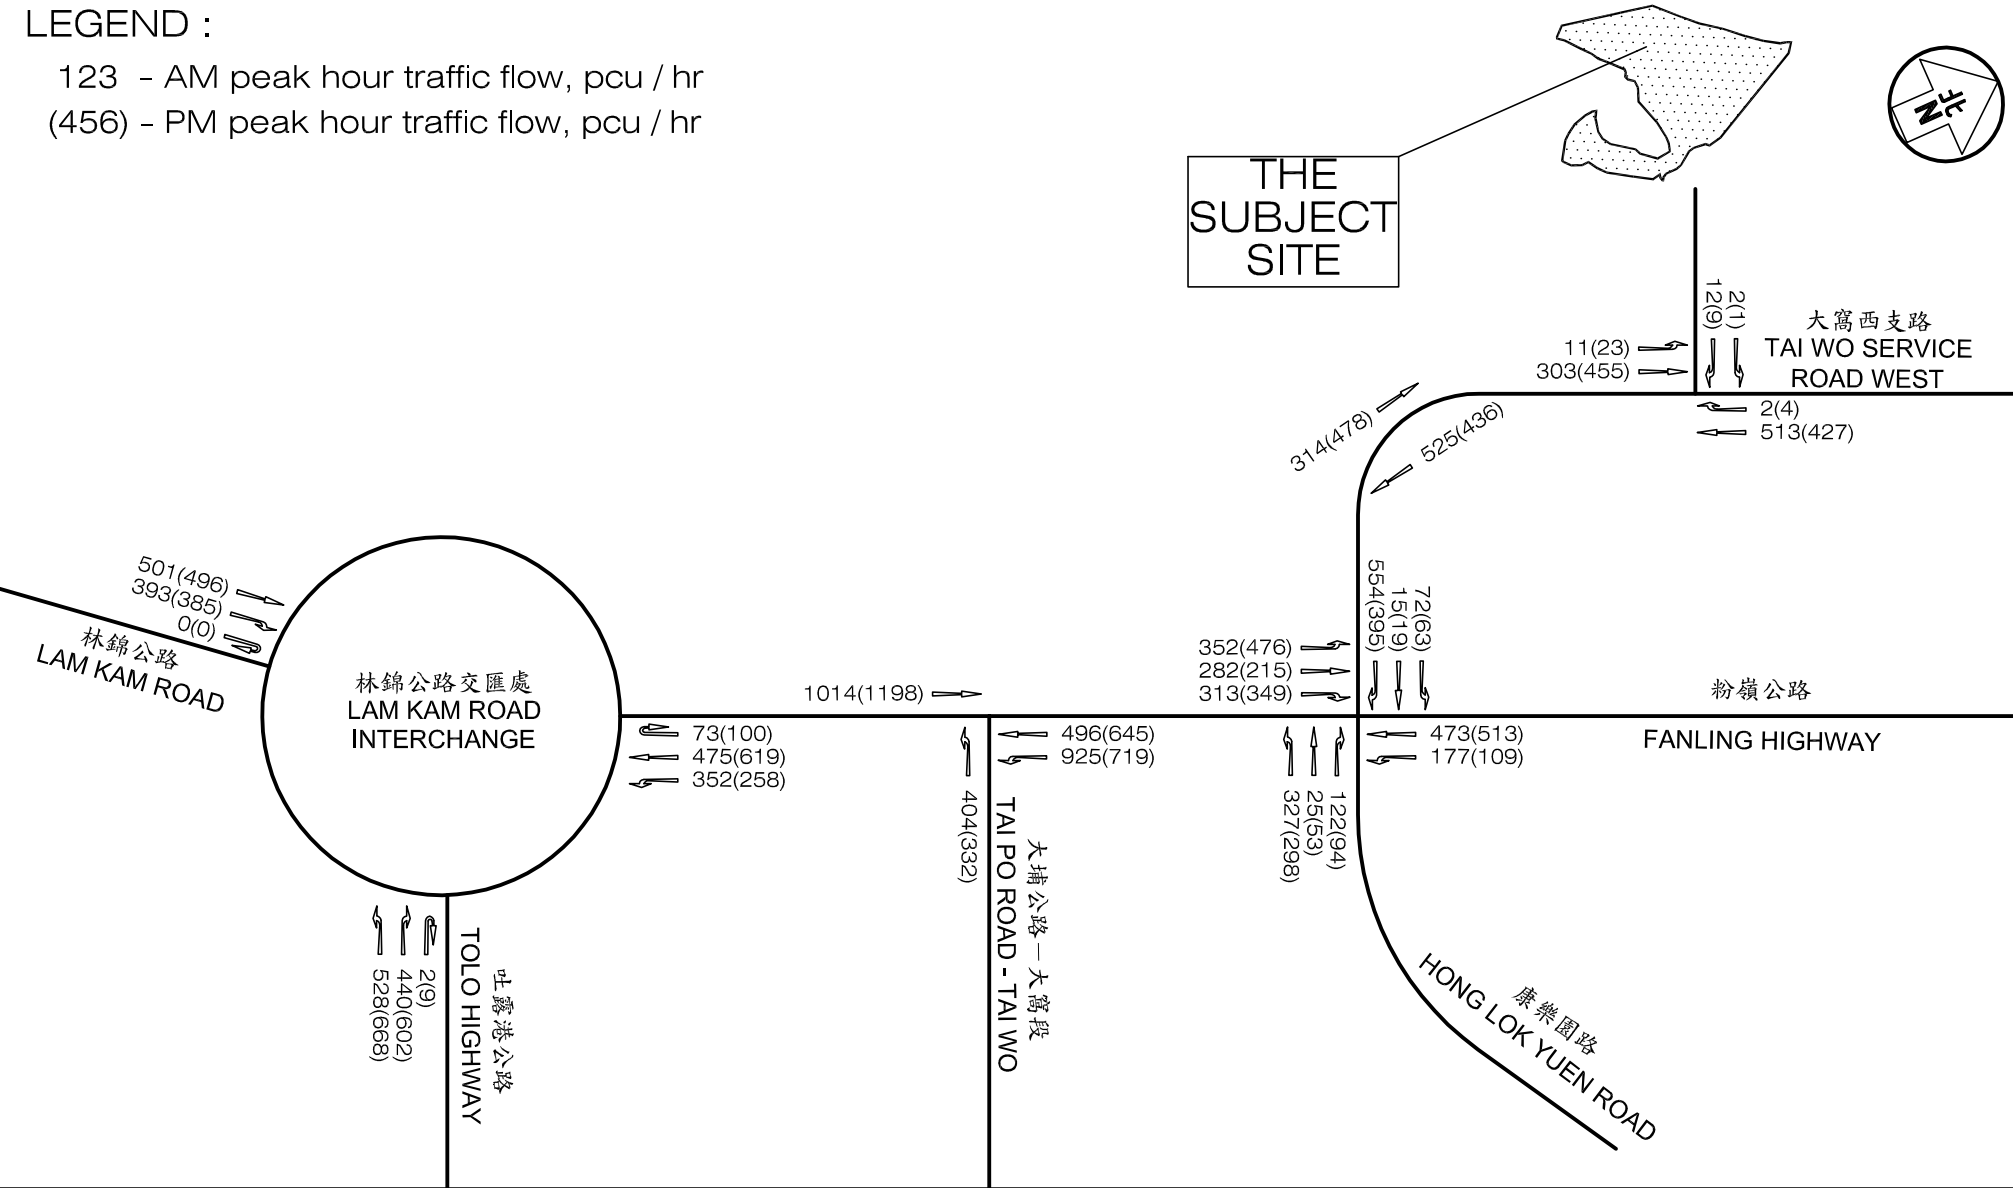 LEGEND :
123 - AM peak hour traffic flow, pcu / hr
(456) - PM peak hour traffic flow, pcu / hr
THE
SUBJECT
SITE
北
N
12(9)
2(1)
大窩西支路
TAI WO SERVICE
ROAD WEST
11(23)
303(455)
2(4)
513(427)
314(478)
525(436)
501(496)
393(385)
0(0)
林錦公路
LAM KAM ROAD
林錦公路交匯處
LAM KAM ROAD
INTERCHANGE
1014(1198)
73(100)
475(619)
352(258)
496(645)
925(719)
404(332)
大埔公路－大窩段
TAI PO ROAD - TAI WO
352(476)
282(215)
313(349)
554(395)
15(19)
72(63)
粉嶺公路
FANLING HIGHWAY
473(513)
177(109)
327(298)
25(53)
122(94)
528(668)
440(602)
2(9)
吐露港公路
TOLO HIGHWAY
康樂園路
HONG LOK YUEN ROAD